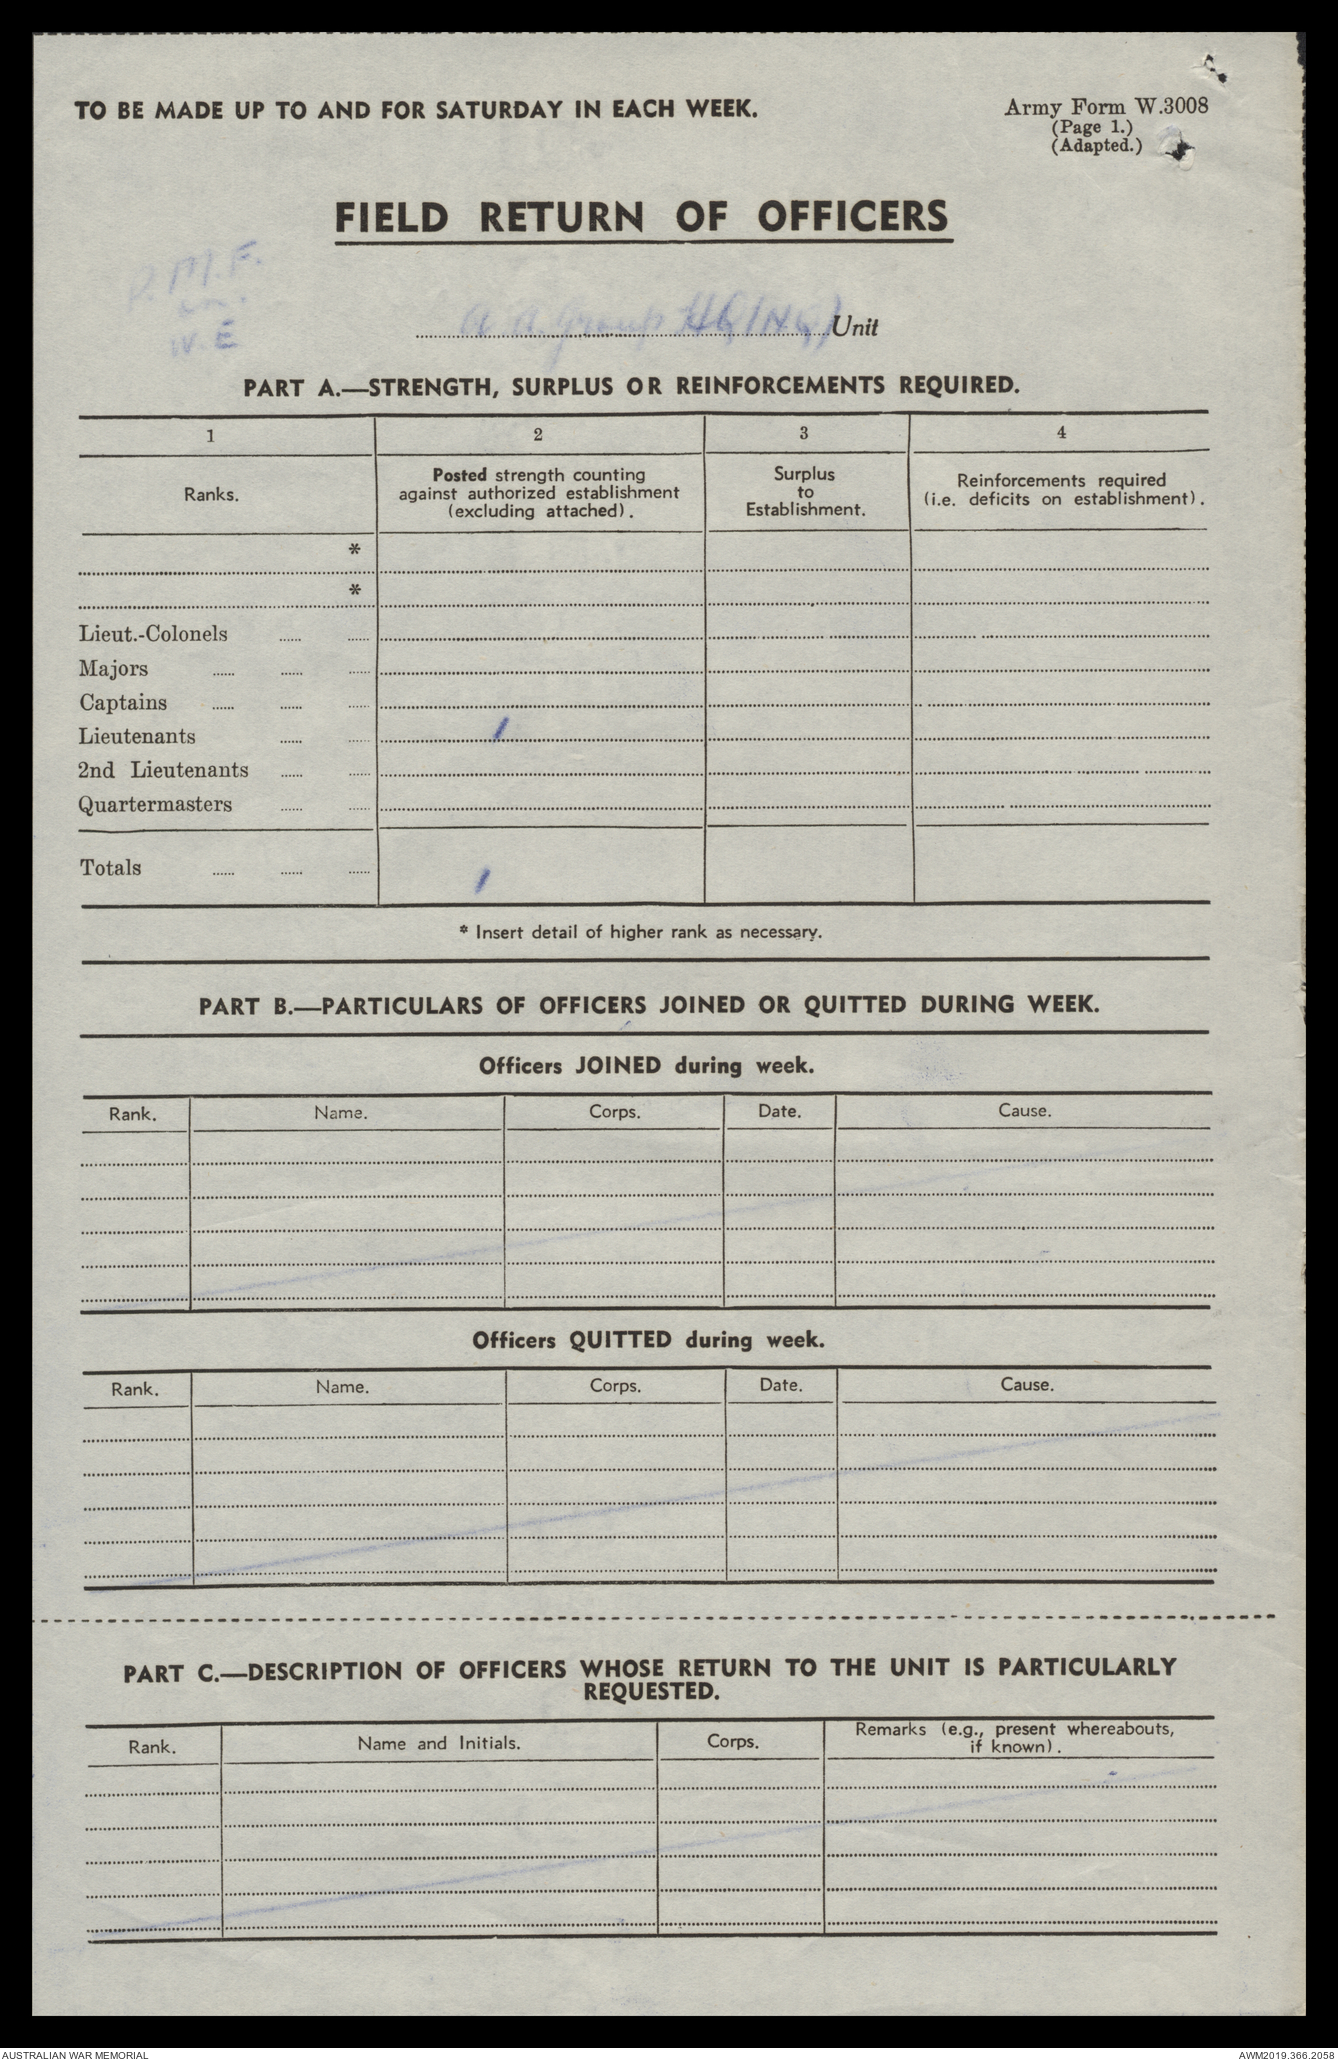 TO BE MADE UP TO AND FOR SATURDAY IN EACH WEEK.
Army Form W.3008
(Page 1.)
(Adapted.)
FIELD RETURN OF OFFICERS
P.M.F.
W.E
A.A. Group HQ (NG) Unit
PART A.—STRENGTH, SURPLUS OR REINFORCEMENTS REQUIRED.
1 2 3 4
Ranks.
Posted strength counting
against authorized establishment
(excluding attached).
Surplus
to
Establishment.
Reinforcements required
(i.e. deficits on establishment).
*
*
Lieut.-Colonels
Majors
Captains
Lieutenants 1
2nd Lieutenants
Quartermasters
Totals 1
* Insert detail of higher rank as necessary.
PART B.—PARTICULARS OF OFFICERS JOINED OR QUITTED DURING WEEK.
Officers JOINED during week.
Rank. Name. Corps. Date. Cause.
Officers QUITTED during week.
Rank. Name. Corps. Date. Cause.
PART C.—DESCRIPTION OF OFFICERS WHOSE RETURN TO THE UNIT IS PARTICULARLY
REQUESTED.
Rank. Name and Initials. Corps.
Remarks (e.g., present whereabouts,
if known).
AUSTRALIAN WAR MEMORIAL
AWM2019.366.2058